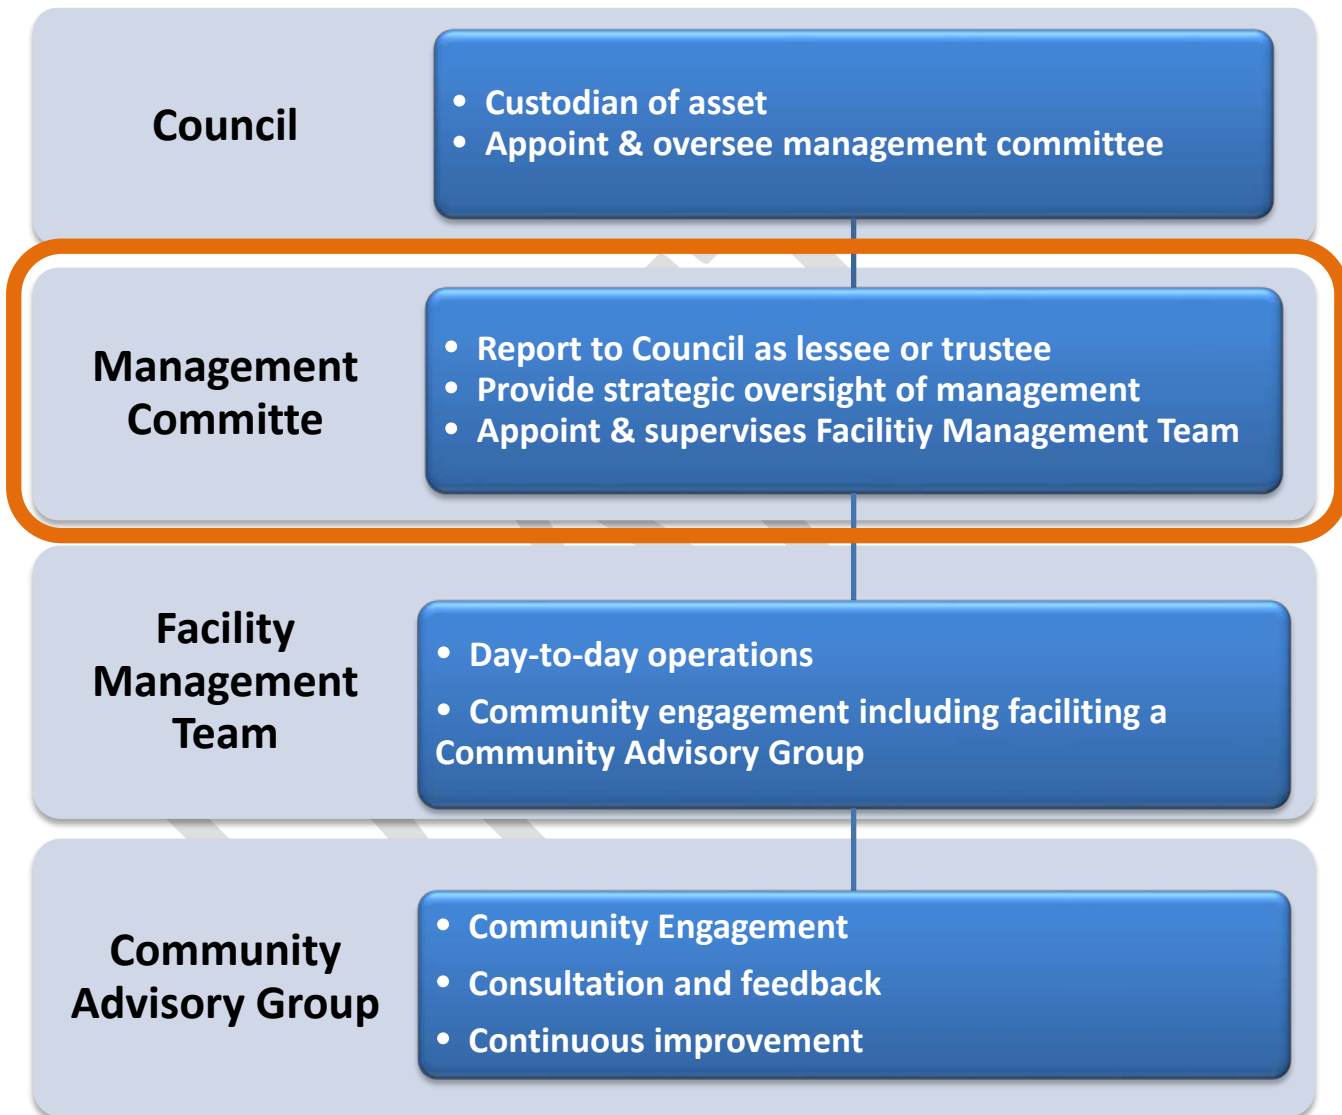 Council
• Custodian of asset
• Appoint & oversee management committee
Management
Committe
• Report to Council as lessee or trustee
• Provide strategic oversight of management
• Appoint & supervises Facilitiy Management Team
Facility
Management
Team
• Day-to-day operations
• Community engagement including faciliting a
Community Advisory Group
Community
Advisory Group
• Community Engagement
• Consultation and feedback
• Continuous improvement